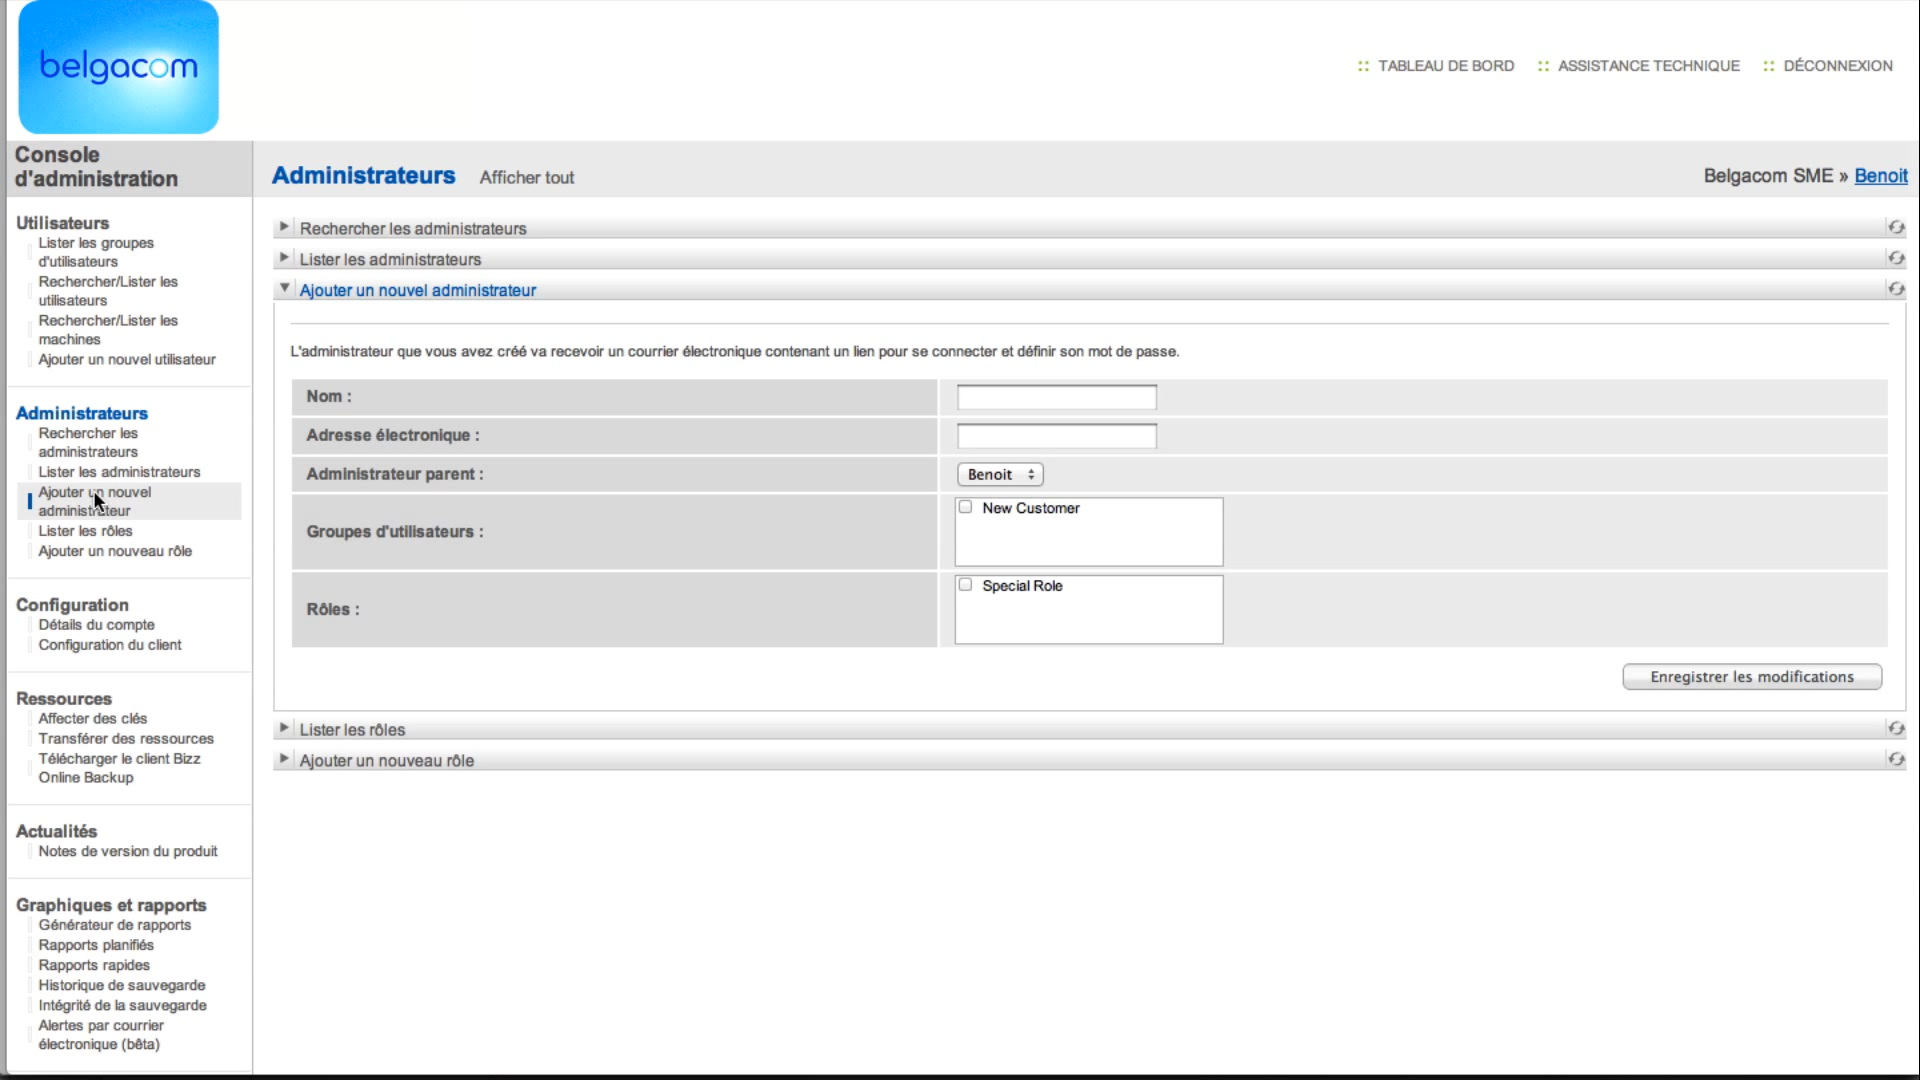 belgacom
:: TABLEAU DE BORD :: ASSISTANCE TECHNIQUE :: DÉCONNEXION
Console
d'administration
Administrateurs Afficher tout
Belgacom SME » Benoit
Utilisateurs
Lister les groupes
d'utilisateurs
Rechercher/Lister les
utilisateurs
Rechercher/Lister les
machines
Ajouter un nouvel utilisateur
Administrateurs
Rechercher les
administrateurs
Lister les administrateurs
Ajouter un nouvel
administrateur
Lister les rôles
Ajouter un nouveau rôle
Configuration
Détails du compte
Configuration du client
Ressources
Affecter des clés
Transférer des ressources
Télécharger le client Bizz
Online Backup
Actualités
Notes de version du produit
Graphiques et rapports
Générateur de rapports
Rapports planifiés
Rapports rapides
Historique de sauvegarde
Intégrité de la sauvegarde
Alertes par courrier
électronique (bêta)
Rechercher les administrateurs
Lister les administrateurs
Ajouter un nouvel administrateur
L'administrateur que vous avez créé va recevoir un courrier électronique contenant un lien pour se connecter et définir son mot de passe.
Nom :
Adresse électronique :
Administrateur parent : Benoit
Groupes d'utilisateurs : New Customer
Rôles : Special Role
Enregistrer les modifications
Lister les rôles
Ajouter un nouveau rôle